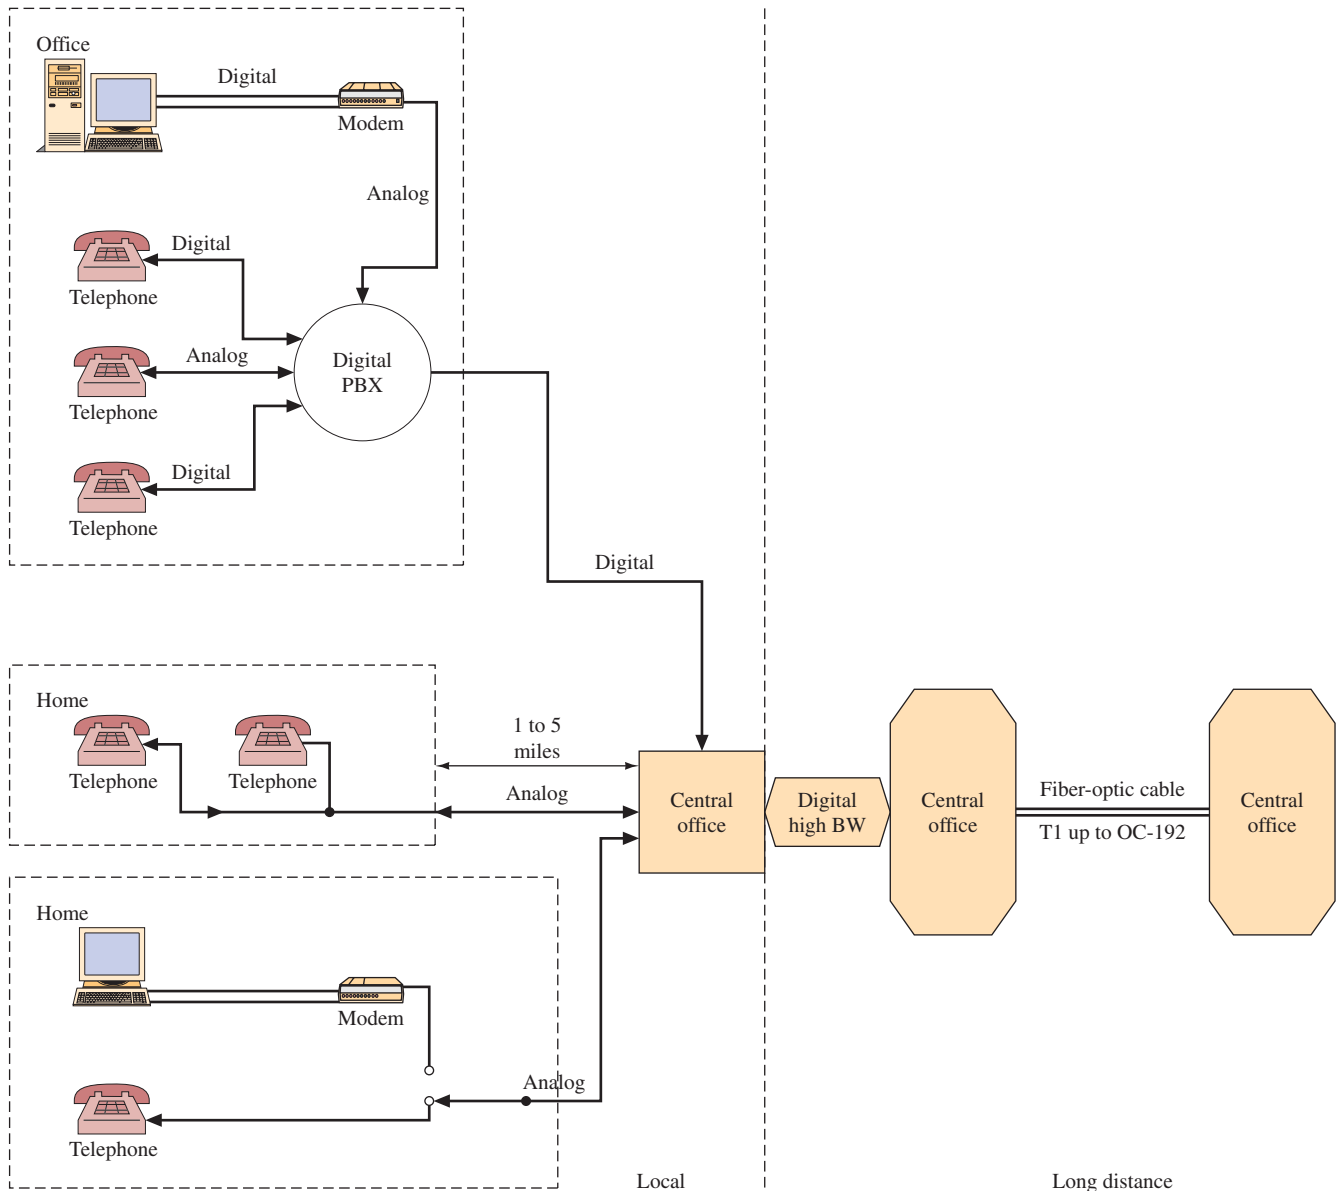 Office
Digital
Modem
Analog
Digital
Telephone
Analog
Telephone
Digital
PBX
Digital
Telephone
Digital
Home
Telephone
Telephone
1 to 5
miles
Analog
Central
office
Digital
high BW
Central
office
Fiber-optic cable
T1 up to OC-192
Central
office
Home
Modem
Analog
Telephone
Local
Long distance